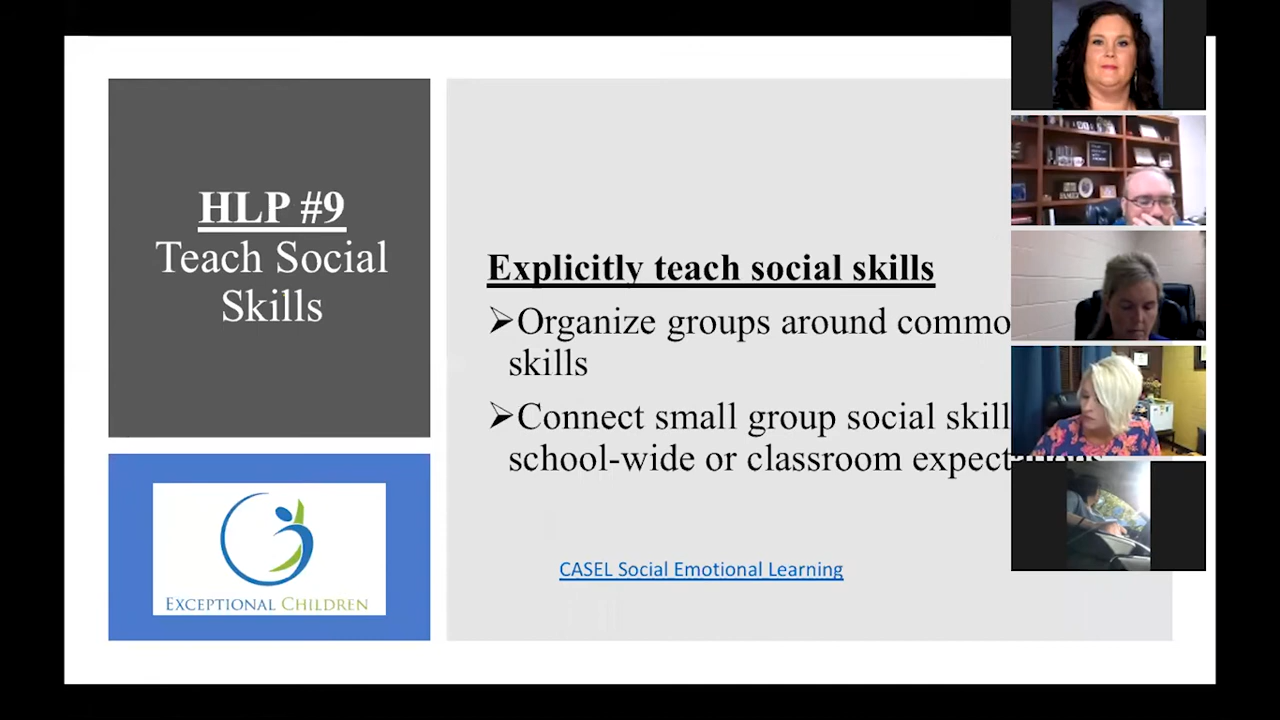 HLP #9
Teach Social
Skills
Explicitly teach social skills
➢Organize groups around commo
skills
➢Connect small group social skill
school-wide or classroom expectations
CASEL Social Emotional Learning
EXCEPTIONAL CHILDREN